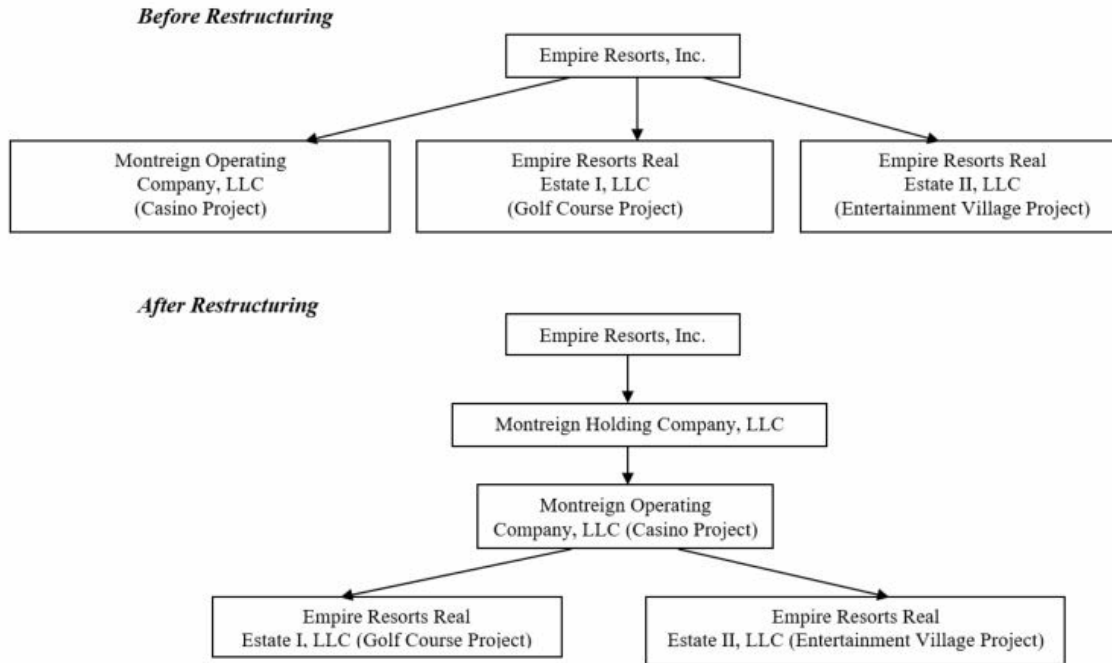 Before Restructuring
Empire Resorts, Inc.
Montreign Operating
Company, LLC
(Casino Project)
Empire Resorts Real
Estate I, LLC
(Golf Course Project)
Empire Resorts Real
Estate II, LLC
(Entertainment Village Project)
After Restructuring
Empire Resorts, Inc.
Montreign Holding Company, LLC
Montreign Operating
Company, LLC (Casino Project)
Empire Resorts Real
Estate I, LLC (Golf Course Project)
Empire Resorts Real
Estate II, LLC (Entertainment Village Project)